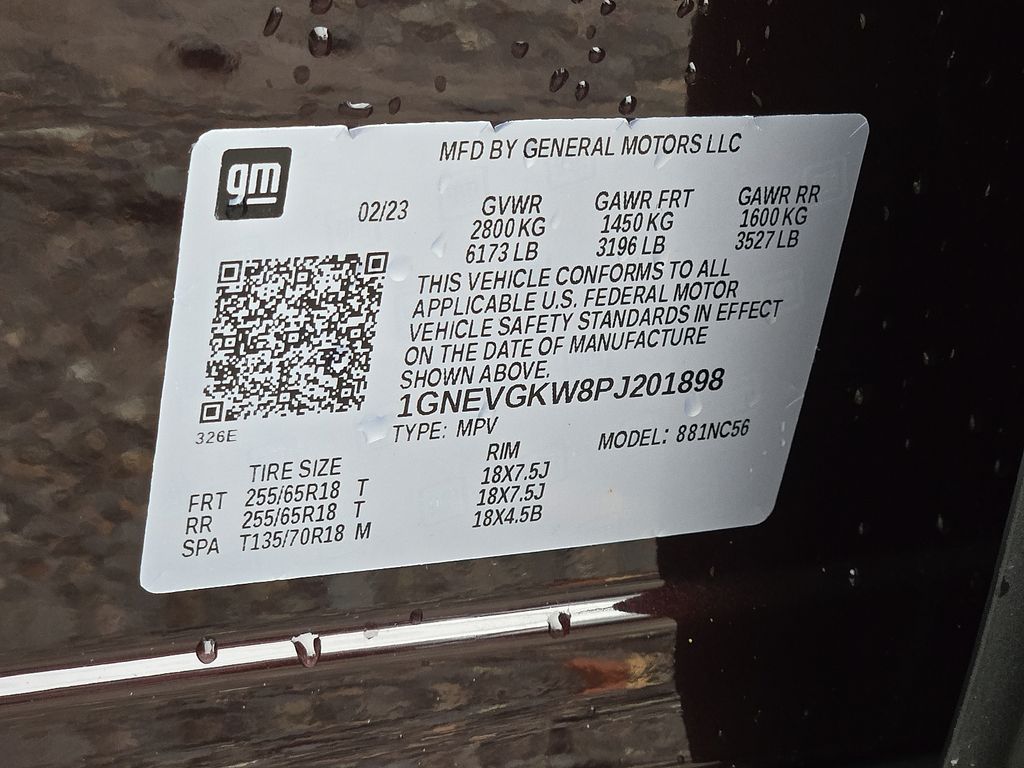 gm
MFD BY GENERAL MOTORS LLC
02/23 GVWR GAWR FRT GAWR RR
2800 KG 1450 KG 1600 KG
6173 LB 3196 LB 3527 LB
THIS VEHICLE CONFORMS TO ALL
APPLICABLE U.S. FEDERAL MOTOR
VEHICLE SAFETY STANDARDS IN EFFECT
ON THE DATE OF MANUFACTURE
SHOWN ABOVE.
1GNEVGKW8PJ201898
326E
TYPE: MPV MODEL: 881NC56
TIRE SIZE RIM
FRT 255/65R18 T 18X7.5J
RR 255/65R18 T 18X7.5J
SPA T135/70R18 M 18X4.5B